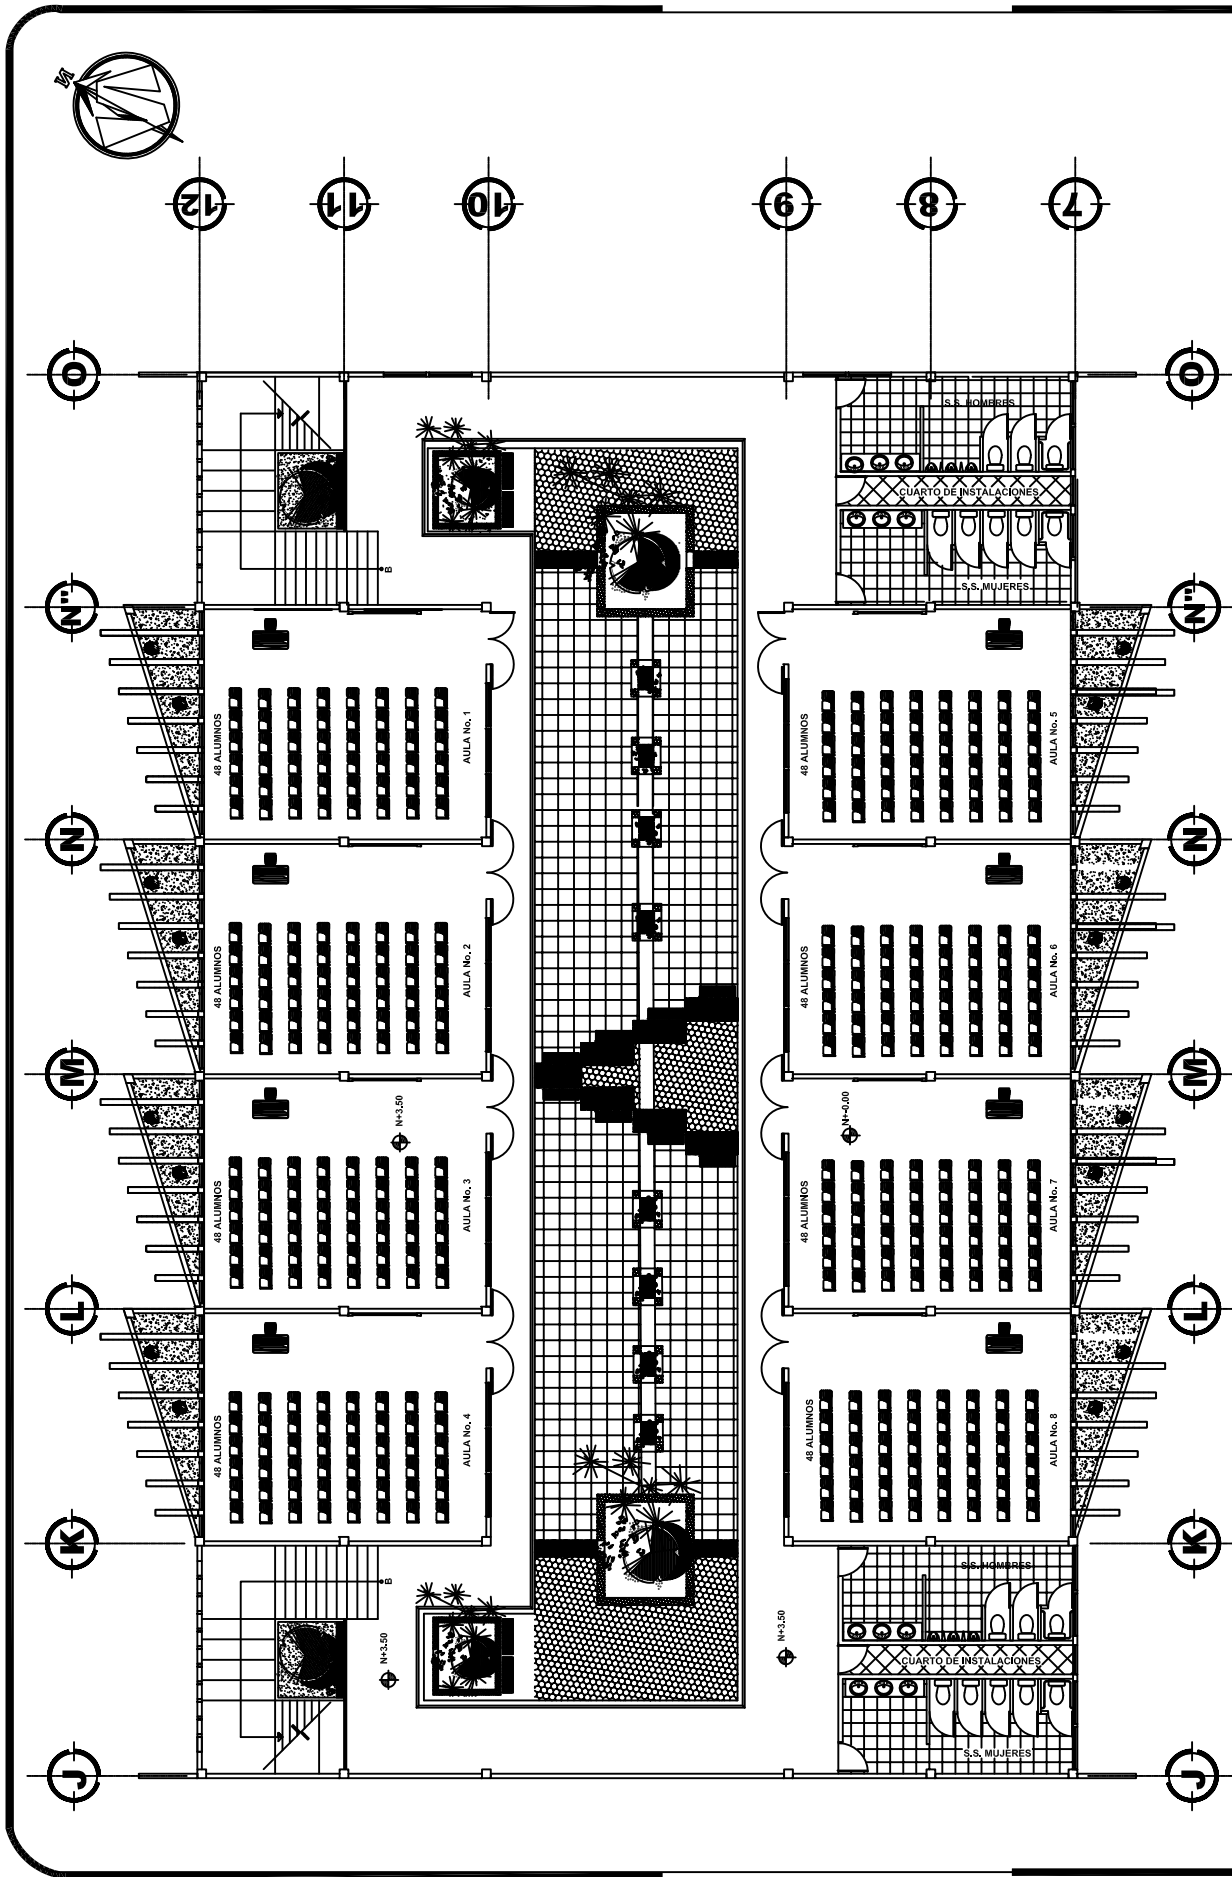 N
12
11
10
9
8
7
O
O
S.S. HOMBRES
CUARTO DE INSTALACIONES
B
S.S. MUJERES
N"
N"
48 ALUMNOS
AULA No. 1
48 ALUMNOS
AULA No. 5
N
N
48 ALUMNOS
AULA No. 2
48 ALUMNOS
AULA No. 6
M
M
N+3.50
N+-0.00
48 ALUMNOS
AULA No. 3
48 ALUMNOS
AULA No. 7
L
L
48 ALUMNOS
AULA No. 4
48 ALUMNOS
AULA No. 8
K
K
S.S. HOMBRES
B
N+3.50
N+3.50
CUARTO DE INSTALACIONES
S.S. MUJERES
J
J